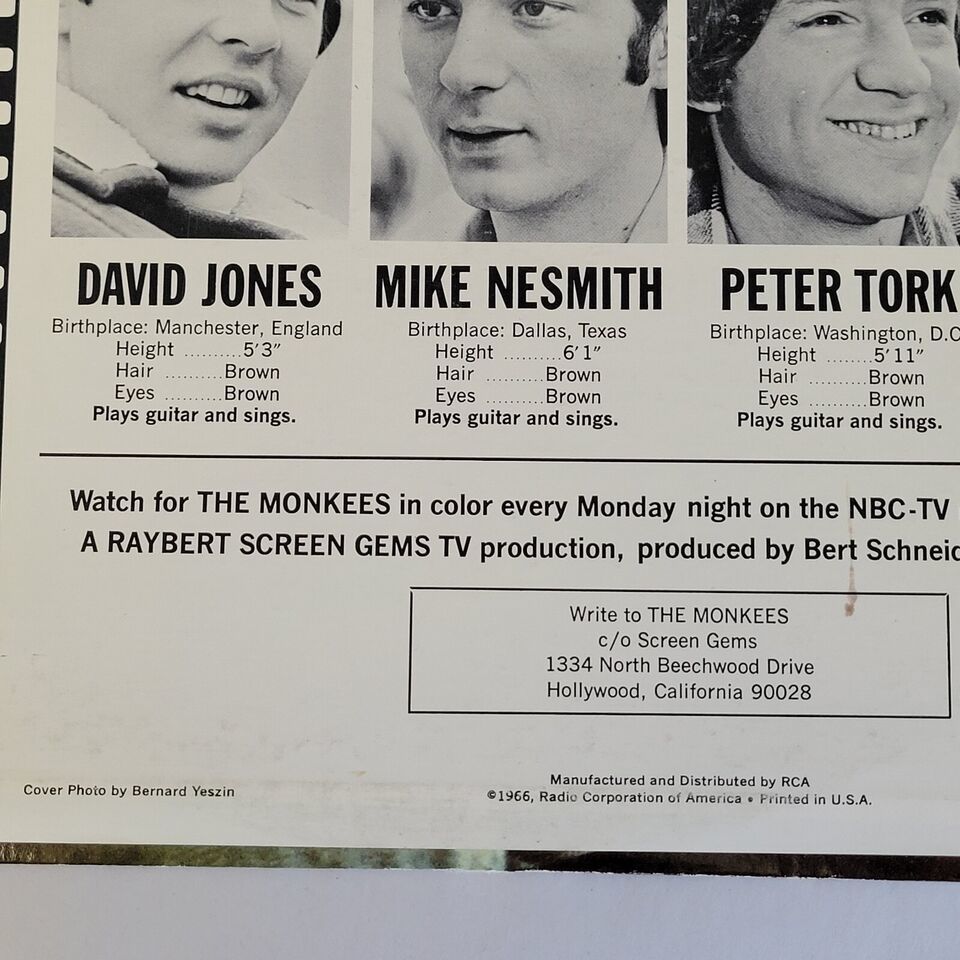 DAVID JONES
Birthplace: Manchester, England
Height ..........5'3"
Hair ..........Brown
Eyes ..........Brown
Plays guitar and sings.
MIKE NESMITH
Birthplace: Dallas, Texas
Height ..........6'1"
Hair ..........Brown
Eyes ..........Brown
Plays guitar and sings.
PETER TORK
Birthplace: Washington, D.C
Height ........5'11"
Hair ..........Brown
Eyes ..........Brown
Plays guitar and sings.
Watch for THE MONKEES in color every Monday night on the NBC-TV
A RAYBERT SCREEN GEMS TV production, produced by Bert Schneid
Write to THE MONKEES
c/o Screen Gems
1334 North Beechwood Drive
Hollywood, California 90028
Cover Photo by Bernard Yeszin
Manufactured and Distributed by RCA
©1966, Radio Corporation of America • Printed in U.S.A.